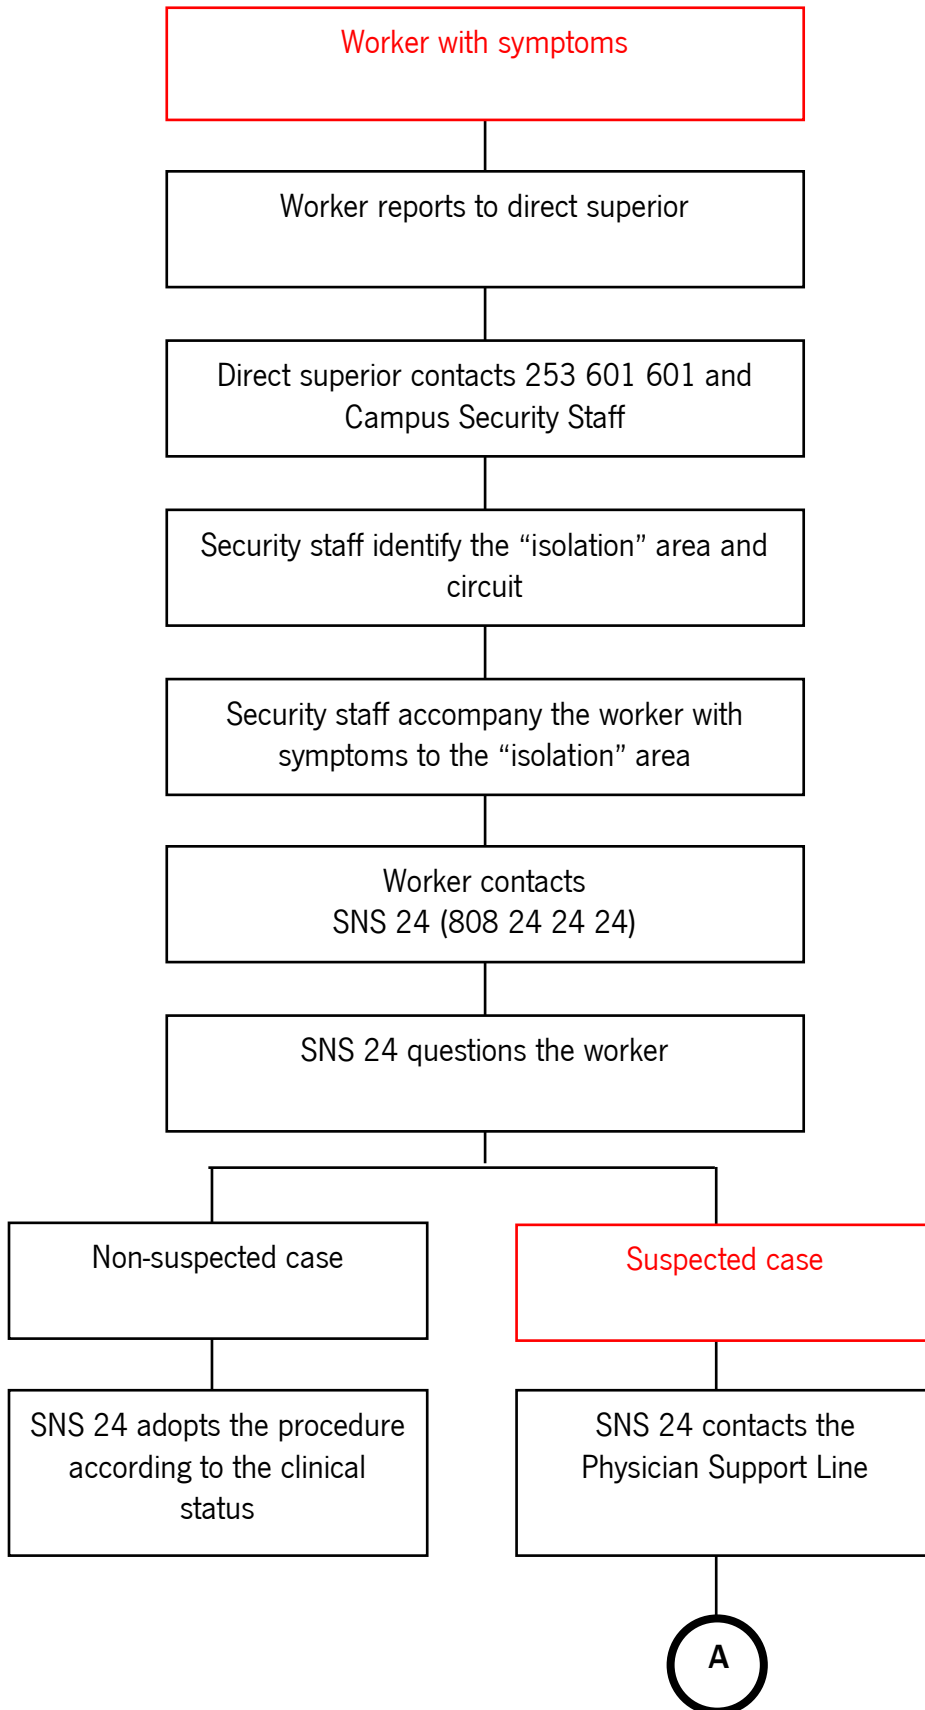 Worker with symptoms
Worker reports to direct superior
Direct superior contacts 253 601 601 and
Campus Security Staff
Security staff identify the “isolation” area and
circuit
Security staff accompany the worker with
symptoms to the “isolation” area
Worker contacts
SNS 24 (808 24 24 24)
SNS 24 questions the worker
Non-suspected case
Suspected case
SNS 24 adopts the procedure
according to the clinical
status
SNS 24 contacts the
Physician Support Line
A